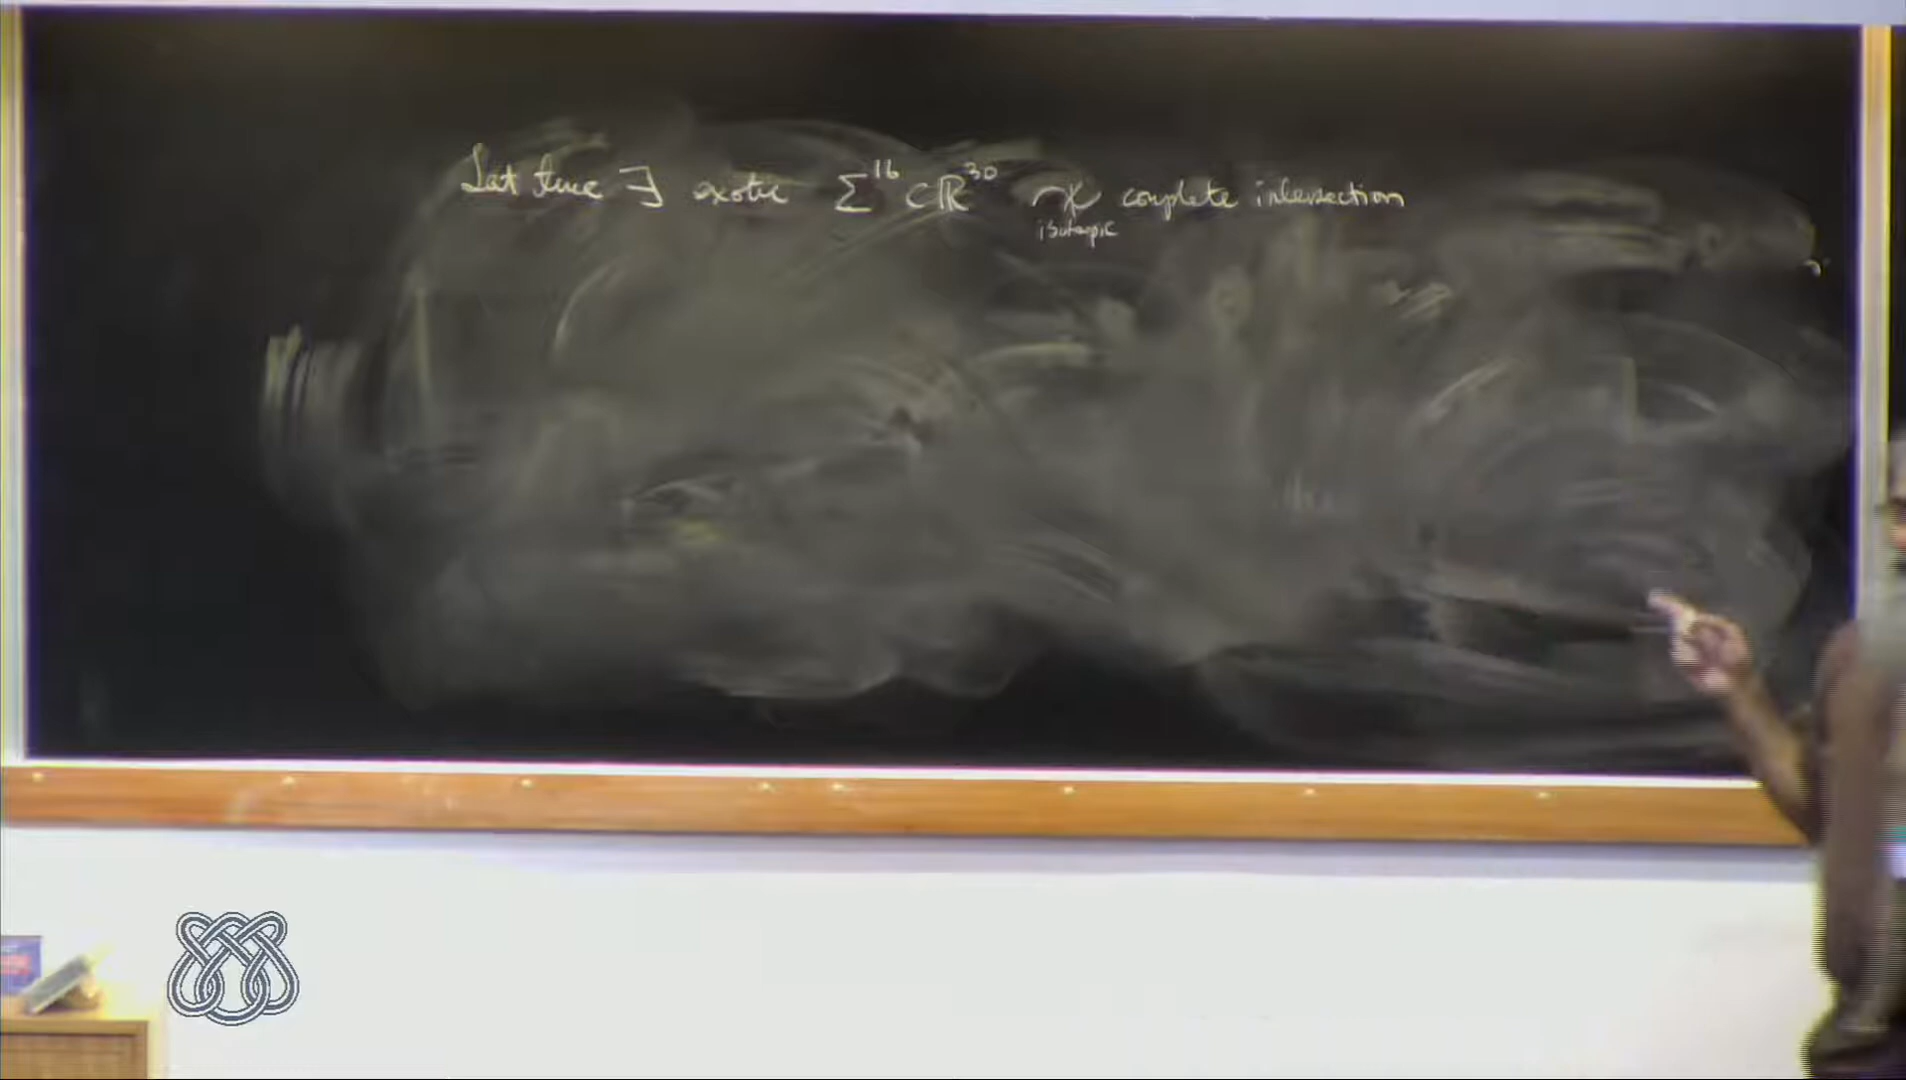 Last time ∃ exotic Σ¹⁶ ⊂ ℝ³⁰ ≁ complete intersection
isotopic